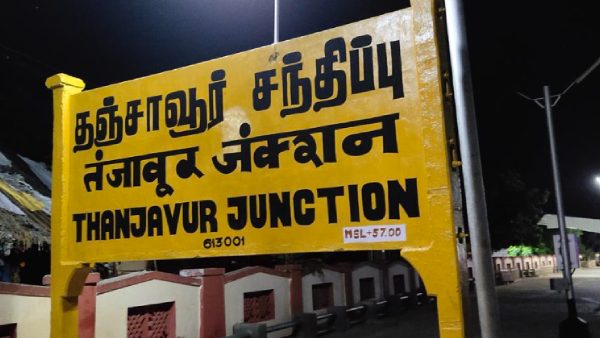 தஞ்சாவூர் சந்திப்பு
तंजावूर जंक्शन
THANJAVUR JUNCTION
613001
MSL+57.00